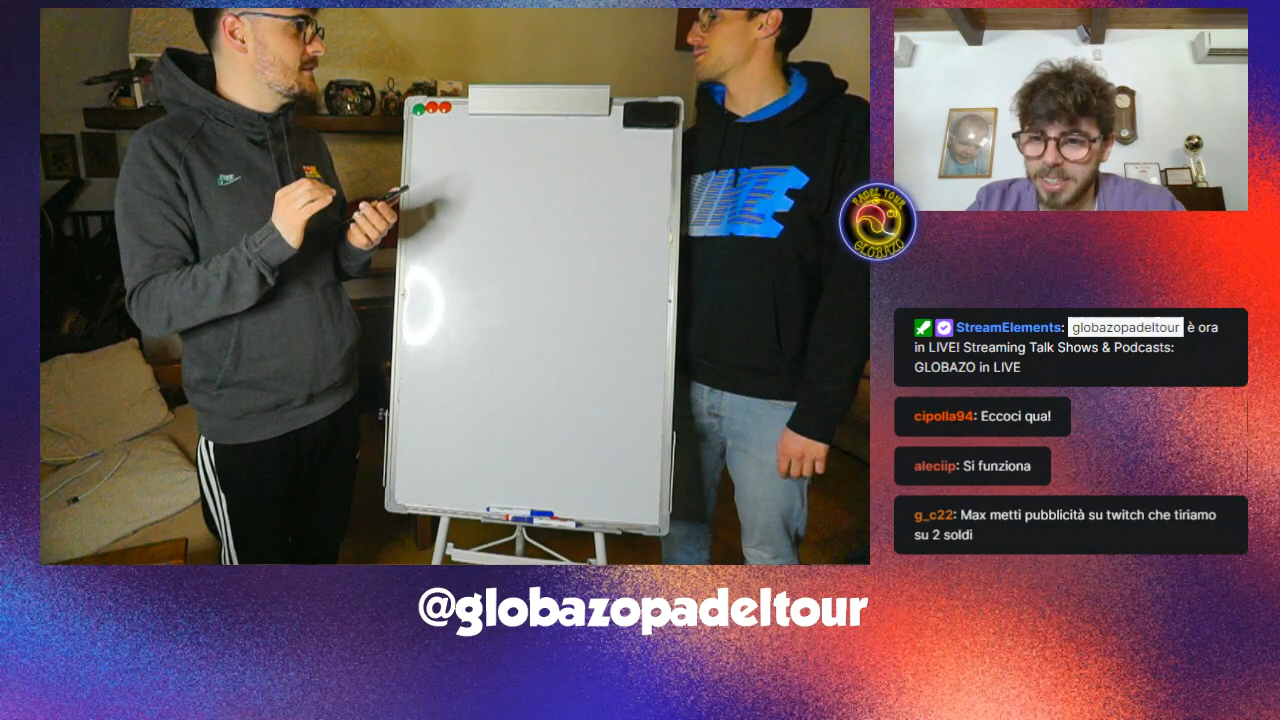 PADEL TOUR
GLOBAZO
StreamElements: globazopadeltour è ora
in LIVE! Streaming Talk Shows & Podcasts:
GLOBAZO in LIVE
cipolla94: Eccoci qua!
aleciip: Si funziona
g_c22: Max metti pubblicità su twitch che tiriamo
su 2 soldi
@globazopadeltour